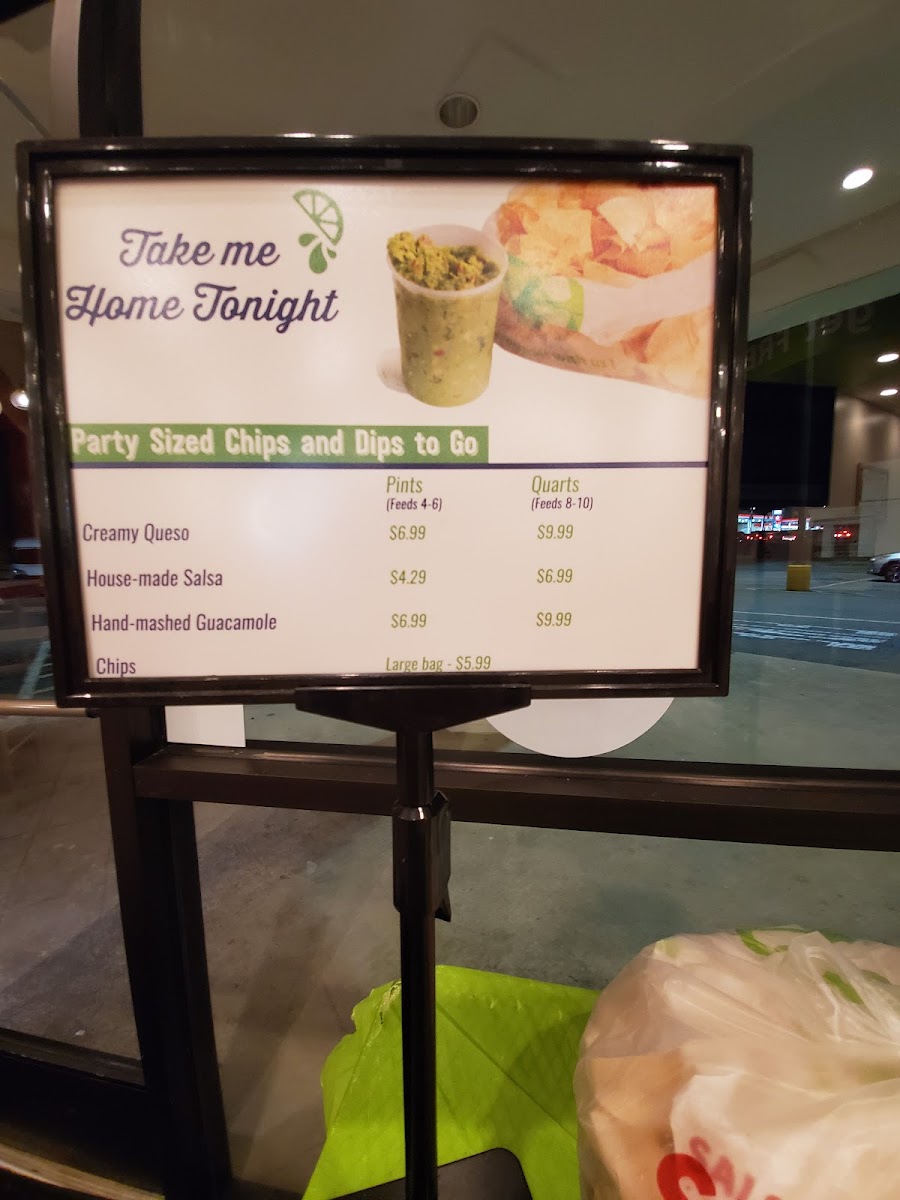 Take me
Home Tonight
Party Sized Chips and Dips to Go
Pints Quarts
(Feeds 4-6) (Feeds 8-10)
Creamy Queso $6.99 $9.99
House-made Salsa $4.29 $6.99
Hand-mashed Guacamole $6.99 $9.99
Chips Large bag - $5.99